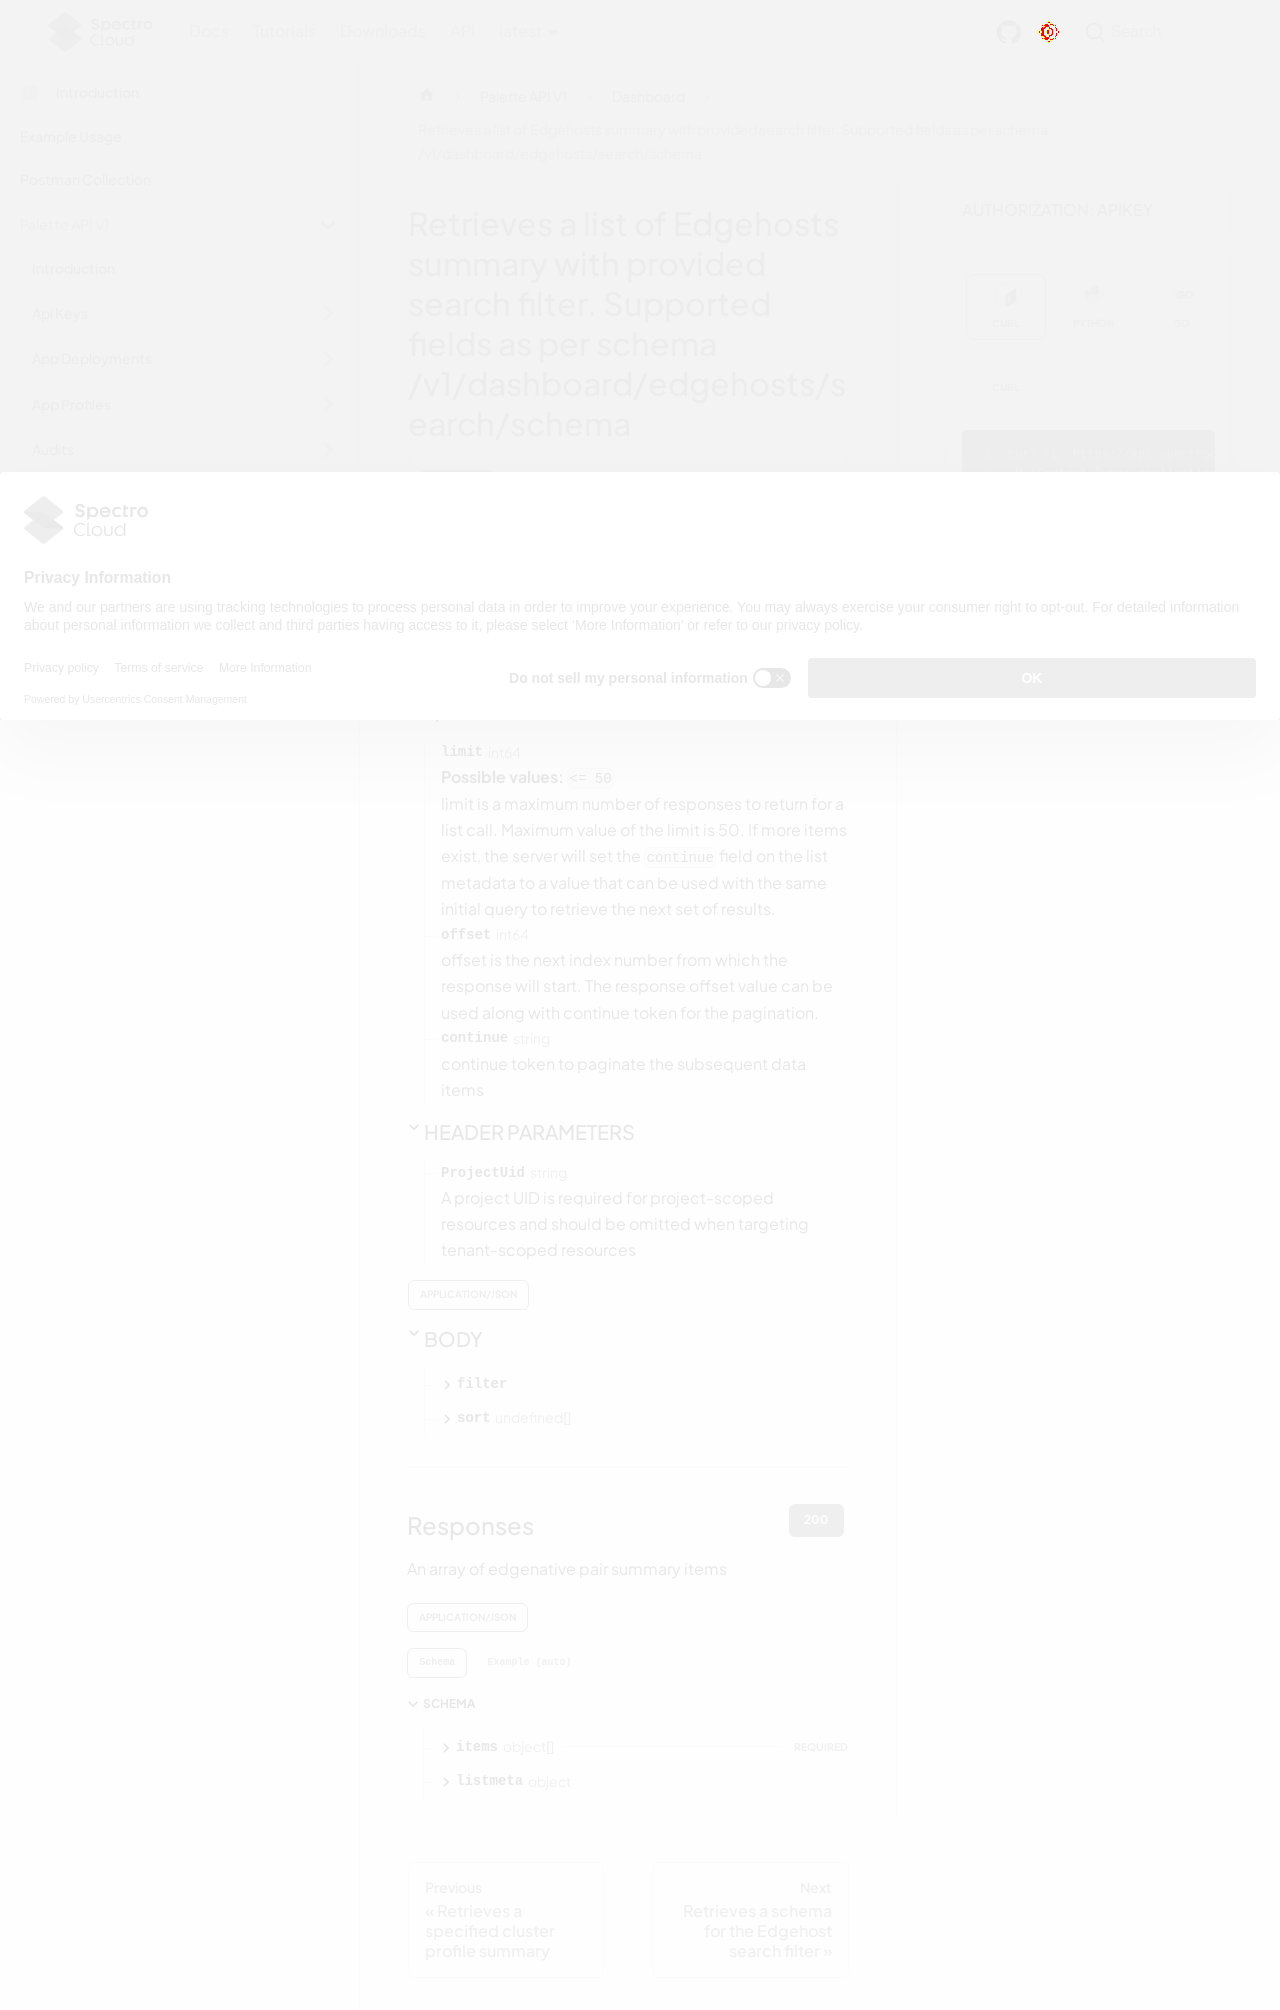 Spectro
Cloud
Docs
Tutorials
Downloads
API
latest
Search
Introduction
Example Usage
Postman Collection
Palette API V1
Introduction
Api Keys
App Deployments
App Profiles
Audits
Palette API V1
Dashboard
Retrieves a list of Edgehosts summary with provided search filter. Supported fields as per schema
/v1/dashboard/edgehosts/search/schema
Retrieves a list of Edgehosts
summary with provided
search filter. Supported
fields as per schema
/v1/dashboard/edgehosts/s
earch/schema
AUTHORIZATION: APIKEY
CURL
PYTHON
GO
CURL
Spectro
Cloud
Privacy Information
We and our partners are using tracking technologies to process personal data in order to improve your experience. You may always exercise your consumer right to opt-out. For detailed information
about personal information we collect and third parties having access to it, please select 'More Information' or refer to our privacy policy.
Privacy policy
Terms of service
More Information
Powered by Usercentrics Consent Management
Do not sell my personal information
OK
limit int64
Possible values: <= 50
limit is a maximum number of responses to return for a
list call. Maximum value of the limit is 50. If more items
exist, the server will set the continue field on the list
metadata to a value that can be used with the same
initial query to retrieve the next set of results.
offset int64
offset is the next index number from which the
response will start. The response offset value can be
used along with continue token for the pagination.
continue string
continue token to paginate the subsequent data
items
HEADER PARAMETERS
ProjectUid string
A project UID is required for project-scoped
resources and should be omitted when targeting
tenant-scoped resources
APPLICATION/JSON
BODY
filter
sort undefined[]
Responses
200
An array of edgenative pair summary items
APPLICATION/JSON
Schema
Example (auto)
SCHEMA
items object[]
REQUIRED
listmeta object
Previous
« Retrieves a
specified cluster
profile summary
Next
Retrieves a schema
for the Edgehost
search filter »